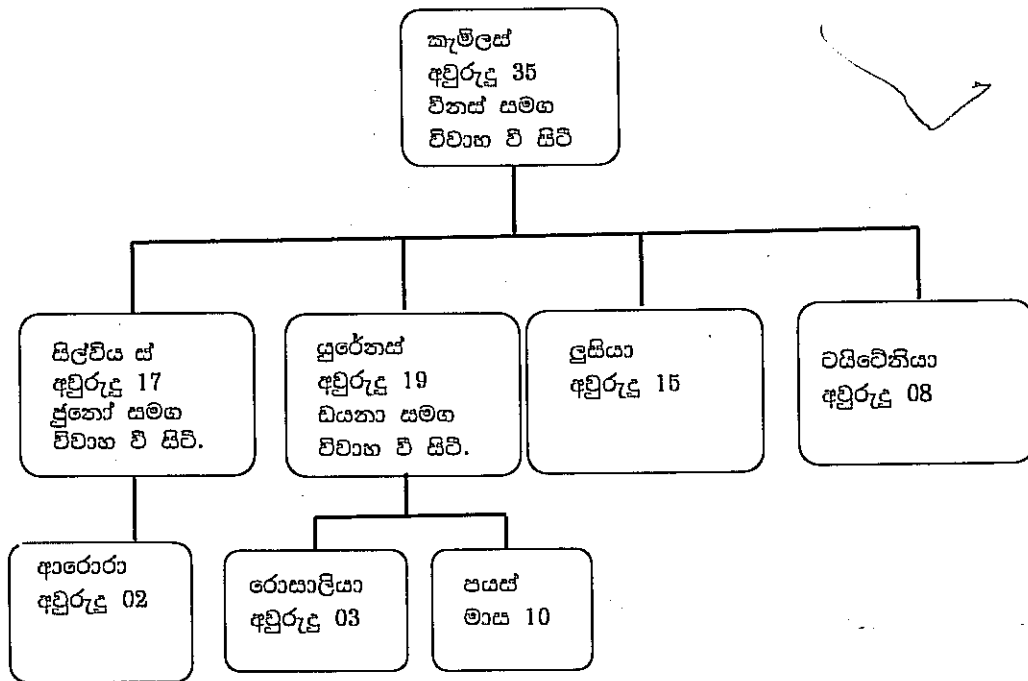 කැමිලස්
අවුරුදු 35
වීනස් සමග
විවාහ වී සිටී
සිල්විය ස්
අවුරුදු 17
ජුනෝ සමග
විවාහ වී සිටී.
යුරේනස්
අවුරුදු 19
ඩයනා සමග
විවාහ වී සිටී.
ලුසියා
අවුරුදු 15
ටයිටේනියා
අවුරුදු 08
ආරොරා
අවුරුදු 02
රොසාලියා
අවුරුදු 03
පයස්
මාස 10